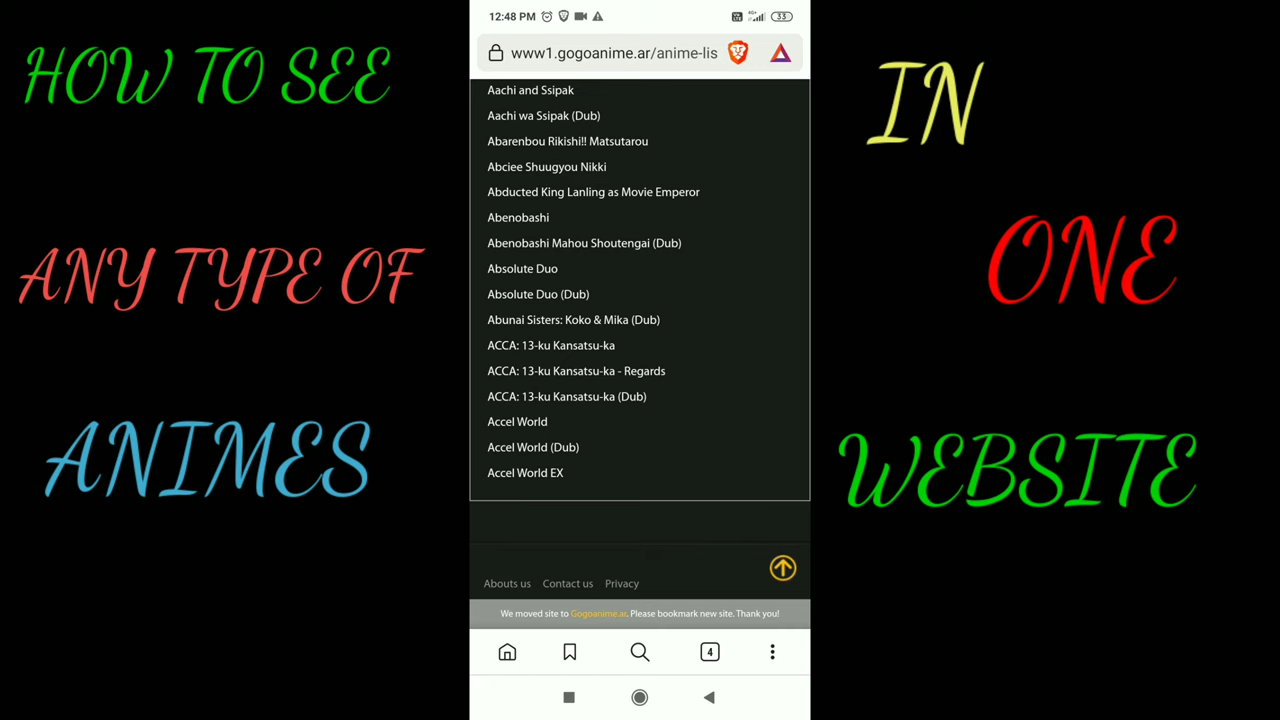 HOW TO SEE
ANY TYPE OF
ANIMES
12:48 PM
4G+
33
www1.gogoanime.ar/anime-lis
Aachi and Ssipak
Aachi wa Ssipak (Dub)
Abarenbou Rikishi!! Matsutarou
Abciee Shuugyou Nikki
Abducted King Lanling as Movie Emperor
Abenobashi
Abenobashi Mahou Shoutengai (Dub)
Absolute Duo
Absolute Duo (Dub)
Abunai Sisters: Koko & Mika (Dub)
ACCA: 13-ku Kansatsu-ka
ACCA: 13-ku Kansatsu-ka - Regards
ACCA: 13-ku Kansatsu-ka (Dub)
Accel World
Accel World (Dub)
Accel World EX
Abouts us Contact us Privacy
We moved site to Gogoanime.ar. Please bookmark new site. Thank you!
4
IN
ONE
WEBSITE